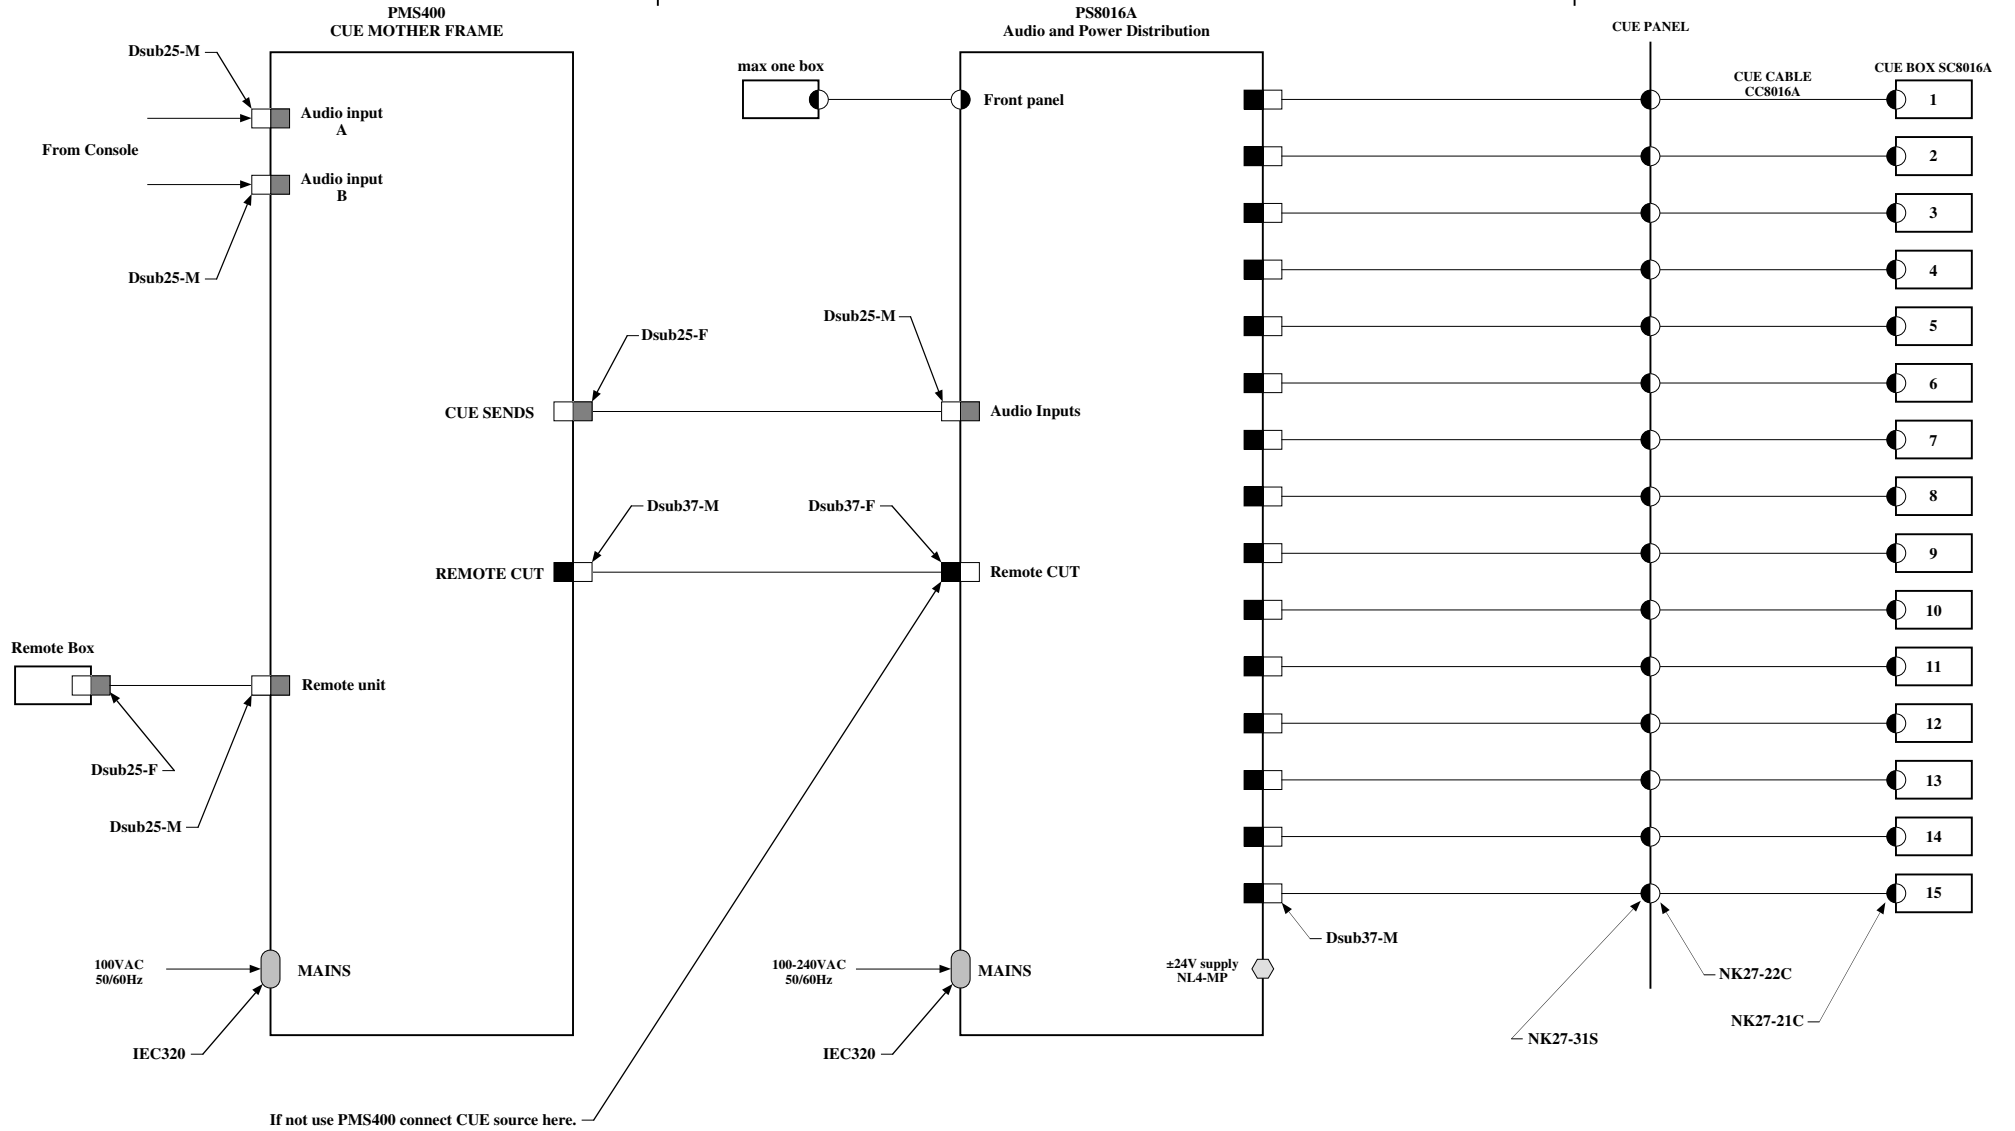 PMS400
CUE MOTHER FRAME
PS8016A
Audio and Power Distribution
CUE PANEL
Dsub25-M
max one box
CUE CABLE
CC8016A
CUE BOX SC8016A
Audio input
A
Front panel
From Console
Audio input
B
Dsub25-M
Dsub25-F
Dsub25-M
CUE SENDS
Audio Inputs
Dsub37-M
Dsub37-F
REMOTE CUT
Remote CUT
Remote Box
Remote unit
Dsub25-F
Dsub25-M
1
2
3
4
5
6
7
8
9
10
11
12
13
14
15
Dsub37-M
100VAC
50/60Hz
MAINS
100-240VAC
50/60Hz
MAINS
±24V supply
NL4-MP
NK27-22C
NK27-21C
NK27-31S
IEC320
IEC320
If not use PMS400 connect CUE source here.